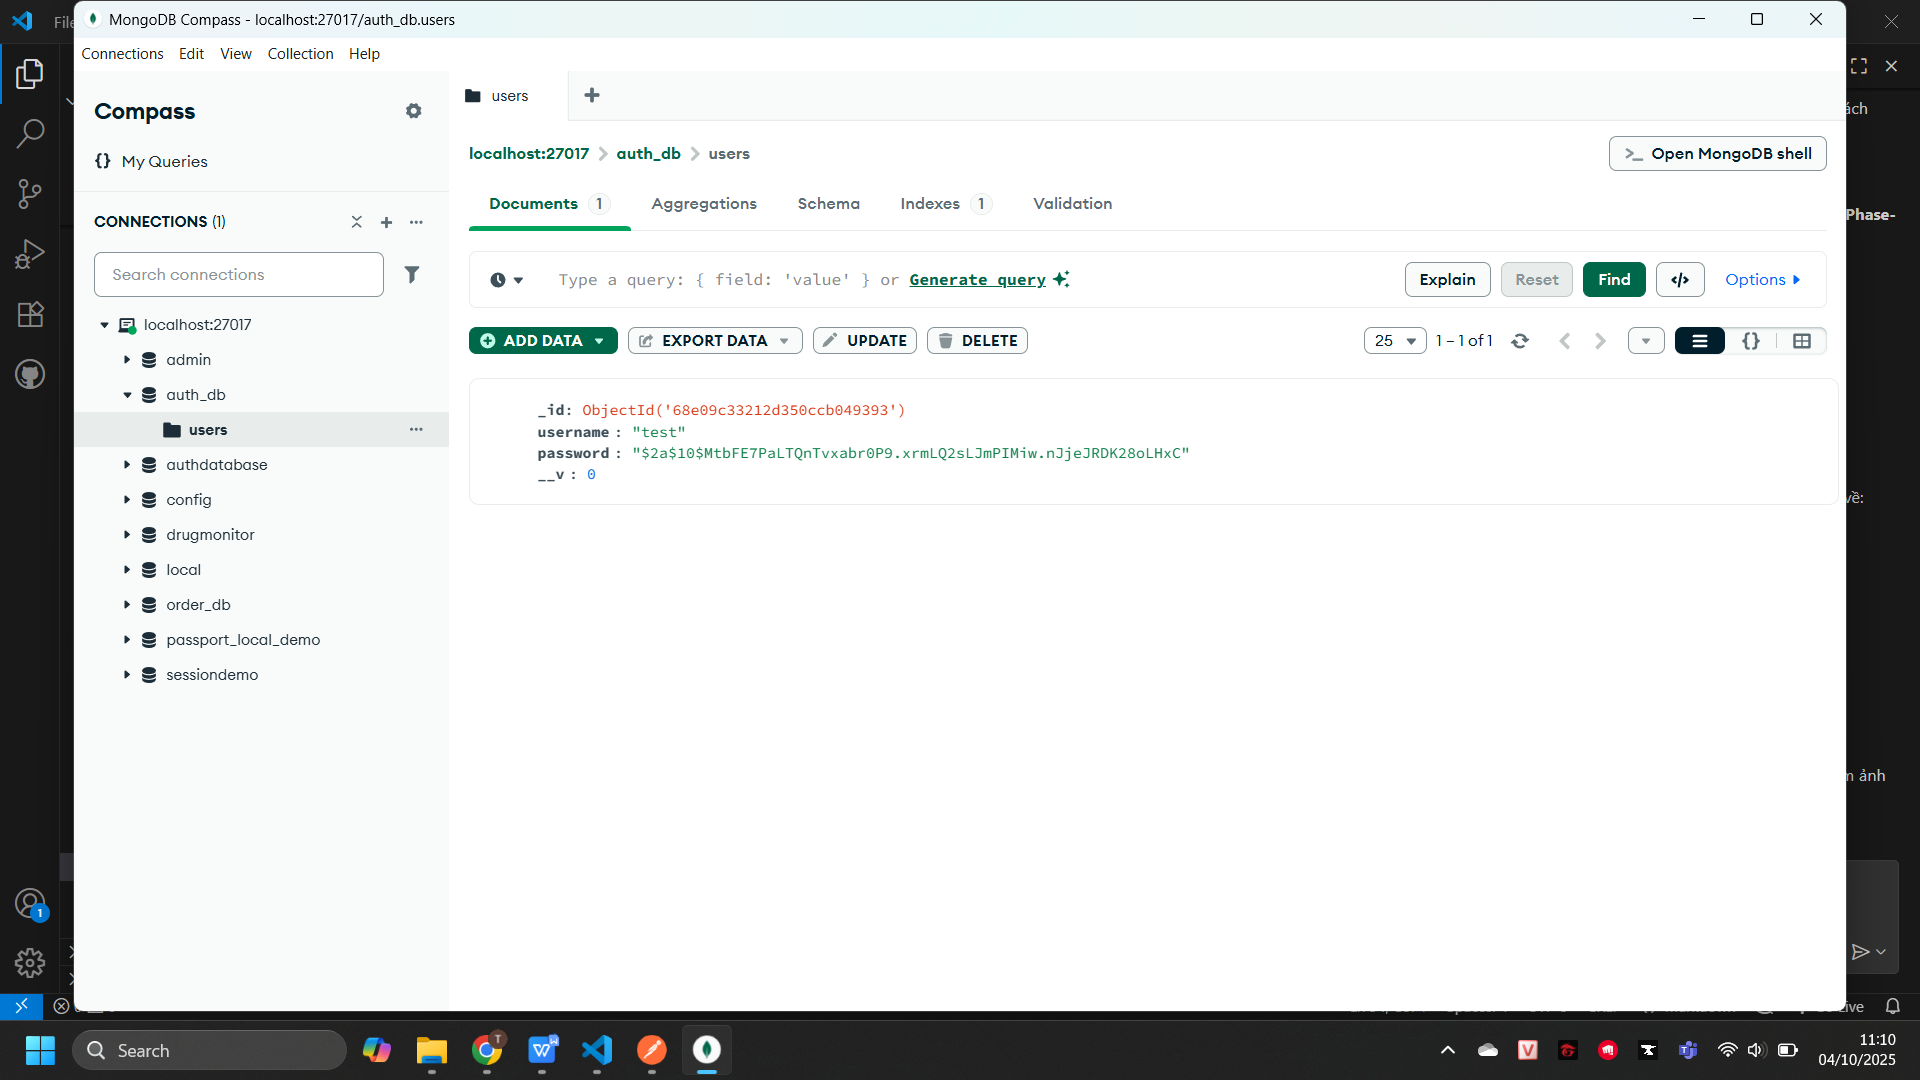 File
MongoDB Compass - localhost:27017/auth_db.users
Connections Edit View Collection Help
Compass
My Queries
CONNECTIONS (1)
Search connections
localhost:27017
admin
auth_db
users
authdatabase
config
drugmonitor
local
order_db
passport_local_demo
sessiondemo
users
localhost:27017 > auth_db > users
>_ Open MongoDB shell
Documents 1 Aggregations Schema Indexes 1 Validation
Type a query: { field: 'value' } or Generate query
Explain Reset Find </> Options
ADD DATA EXPORT DATA UPDATE DELETE
25 1 – 1 of 1
_id: ObjectId('68e09c33212d350ccb049393')
username : "test"
password : "$2a$10$MtbFE7PaLTQnTvxabr0P9.xrmLQ2sLJmPIMiw.nJjeJRDK28oLHxC"
__v : 0
ách
Phase-
về:
ảnh
1
Search
11:10
04/10/2025